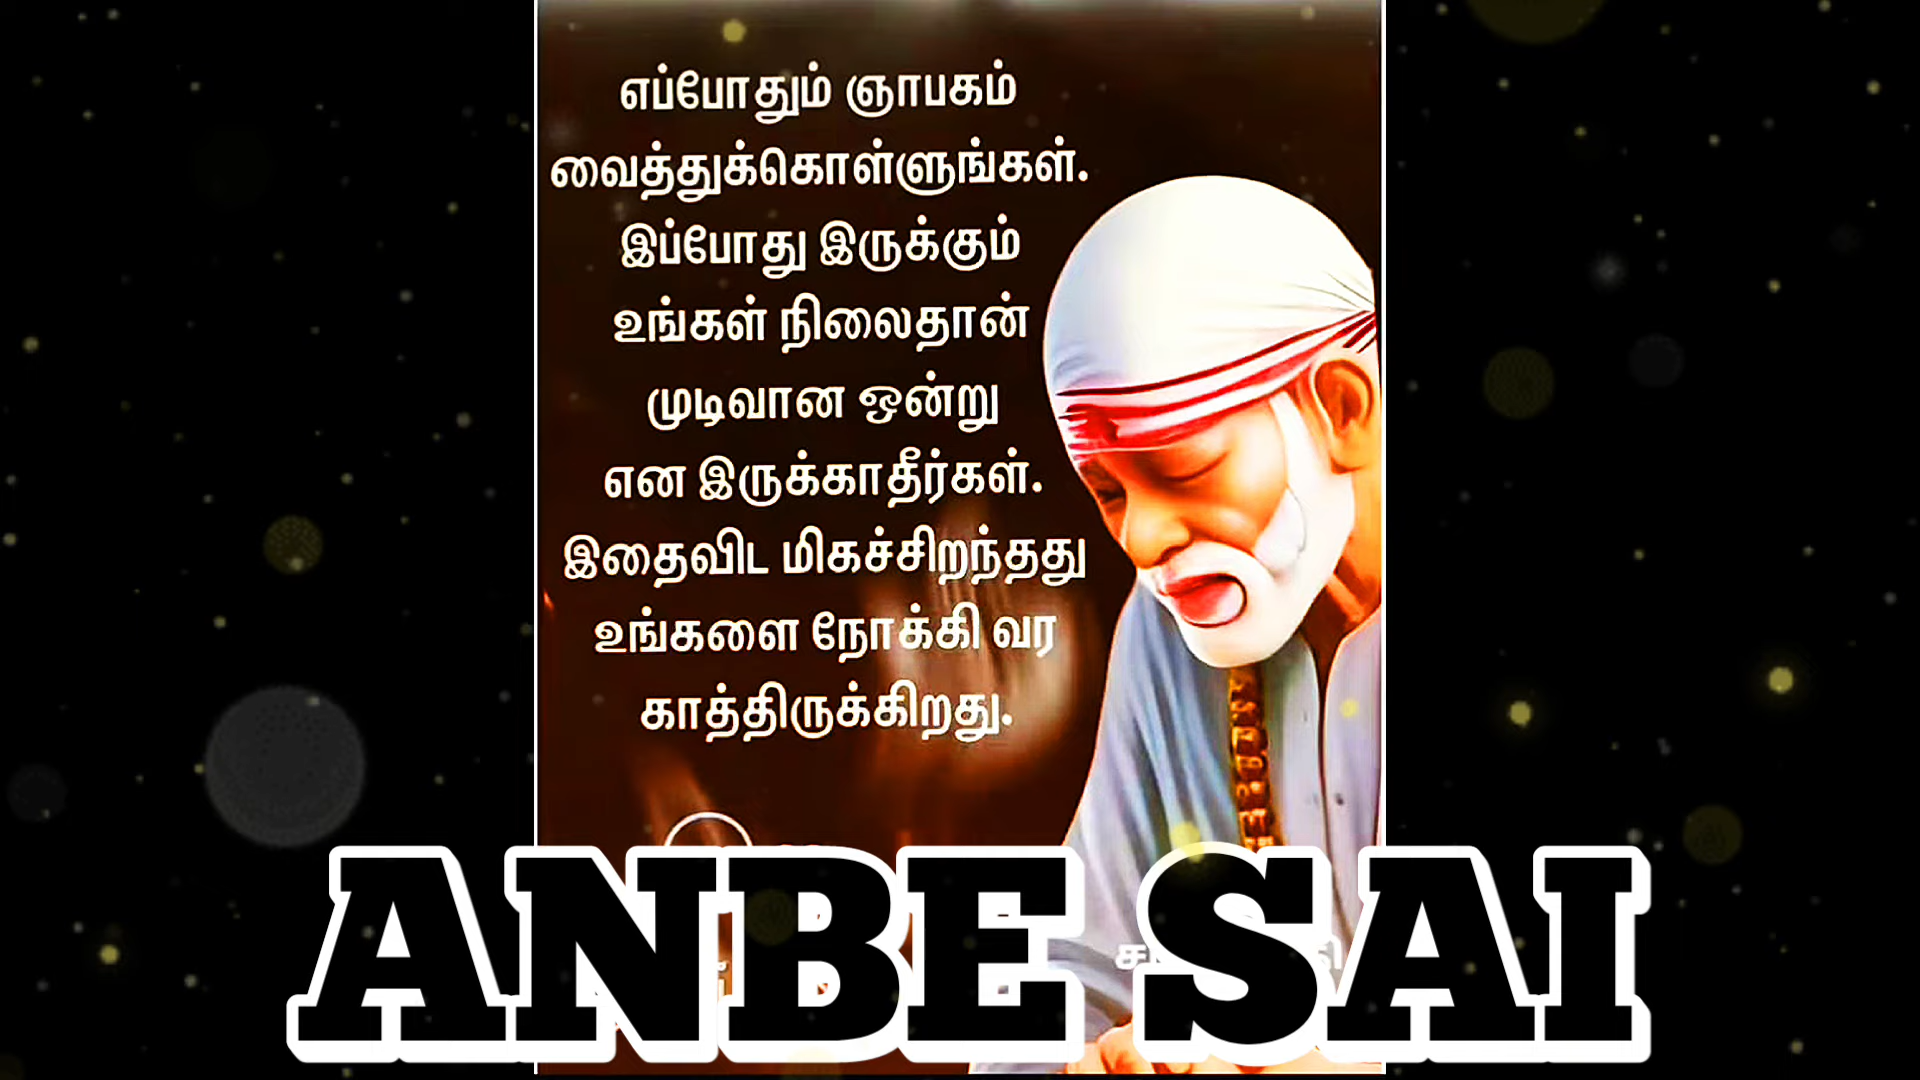 எப்போதும் ஞாபகம்
வைத்துக்கொள்ளுங்கள்.
இப்போது இருக்கும்
உங்கள் நிலைதான்
முடிவான ஒன்று
என இருக்காதீர்கள்.
இதைவிட மிகச்சிறந்தது
உங்களை நோக்கி வர
காத்திருக்கிறது.
ANBE SAI